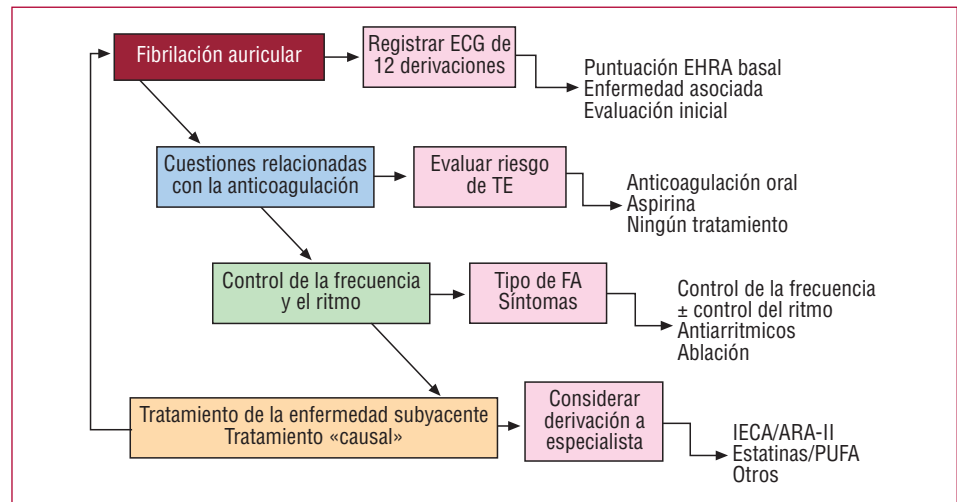 Fibrilación auricular
Registrar ECG de
12 derivaciones
Puntuación EHRA basal
Enfermedad asociada
Evaluación inicial
Cuestiones relacionadas
con la anticoagulación
Evaluar riesgo
de TE
Anticoagulación oral
Aspirina
Ningún tratamiento
Control de la frecuencia
y el ritmo
Tipo de FA
Síntomas
Control de la frecuencia
± control del ritmo
Antiarritmicos
Ablación
Tratamiento de la enfermedad subyacente
Tratamiento «causal»
Considerar
derivación a
especialista
IECA/ARA-II
Estatinas/PUFA
Otros